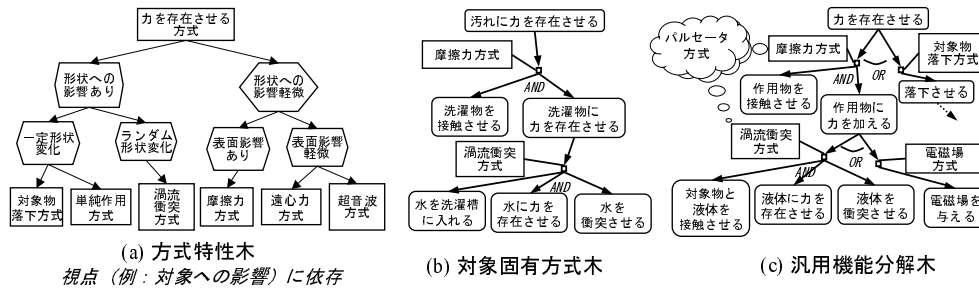 力を存在させる
方式
形状への
影響あり
形状への
影響軽微
一定形状
変化
ランダム
形状変化
表面影響
あり
表面影響
軽微
対象物
落下方式
単純作用
方式
渦流
衝突
方式
摩擦力
方式
遠心力
方式
超音波
方式
(a) 方式特性木
視点（例：対象への影響）に依存
汚れに力を存在させる
摩擦力方式
AND
洗濯物を
接触させる
洗濯物に
力を存在させる
渦流衝突
方式
AND
水を洗濯槽
に入れる
水に力を
存在させる
水を
衝突させる
(b) 対象固有方式木
パルセータ
方式
力を存在させる
摩擦力方式
対象物
落下方式
AND
OR
作用物を
接触させる
落下させる
作用物に
力を加える
渦流衝突
方式
電磁場
方式
AND
OR
対象物と
液体を
接触させる
液体に力を
存在させる
液体を
衝突させる
電磁場を
与える
(c) 汎用機能分解木